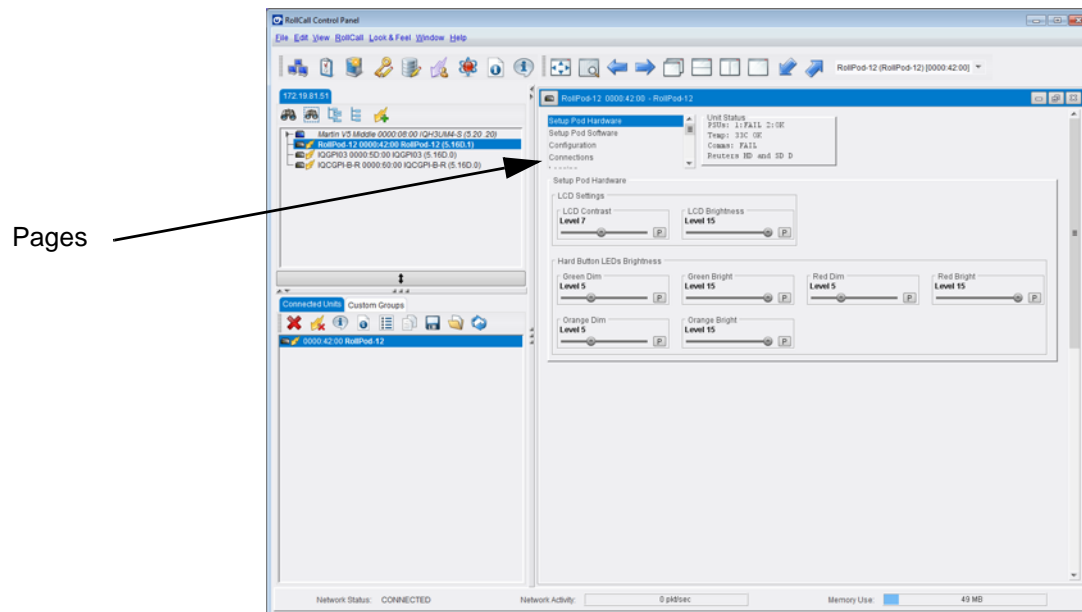 RollCall Control Panel
File Edit View RollCall Look & Feel Window Help
RollPod-12 (RollPod-12) [0000:42:00]
172.19.81.51
Martin V5 Middle 0000:08:00 IQH3UM4-S (5.20 .20)
RollPod-12 0000:42:00 RollPod-12 (5.16D.1)
IQGPI03 0000:5D:00 IQGPI03 (5.16D.0)
IQCGPI-B-R 0000:60:00 IQCGPI-B-R (5.16D.0)
Pages
Connected Units Custom Groups
0000:42:00 RollPod-12
RollPod-12 0000:42:00 - RollPod-12
Setup Pod Hardware
Setup Pod Software
Configuration
Connections
Unit Status
PSUs: 1:FAIL 2:OK
Temp: 33C OK
Comms: FAIL
Reuters HD and SD D
Setup Pod Hardware
LCD Settings
LCD Contrast
Level 7
P
LCD Brightness
Level 15
P
Hard Button LEDs Brightness
Green Dim
Level 5
P
Green Bright
Level 15
P
Red Dim
Level 5
P
Red Bright
Level 15
P
Orange Dim
Level 5
P
Orange Bright
Level 15
P
Network Status: CONNECTED
Network Activity: 0 pkt/sec
Memory Use: 49 MB